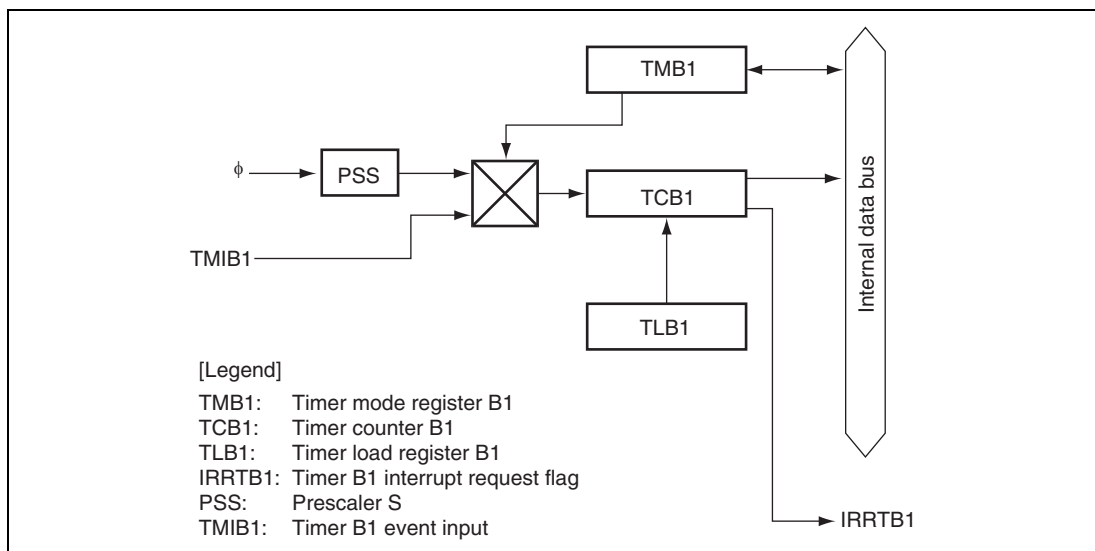 TMB1
φ
PSS
TCB1
TMIB1
TLB1
Internal data bus
[Legend]
TMB1: Timer mode register B1
TCB1: Timer counter B1
TLB1: Timer load register B1
IRRTB1: Timer B1 interrupt request flag
PSS: Prescaler S
TMIB1: Timer B1 event input
IRRTB1